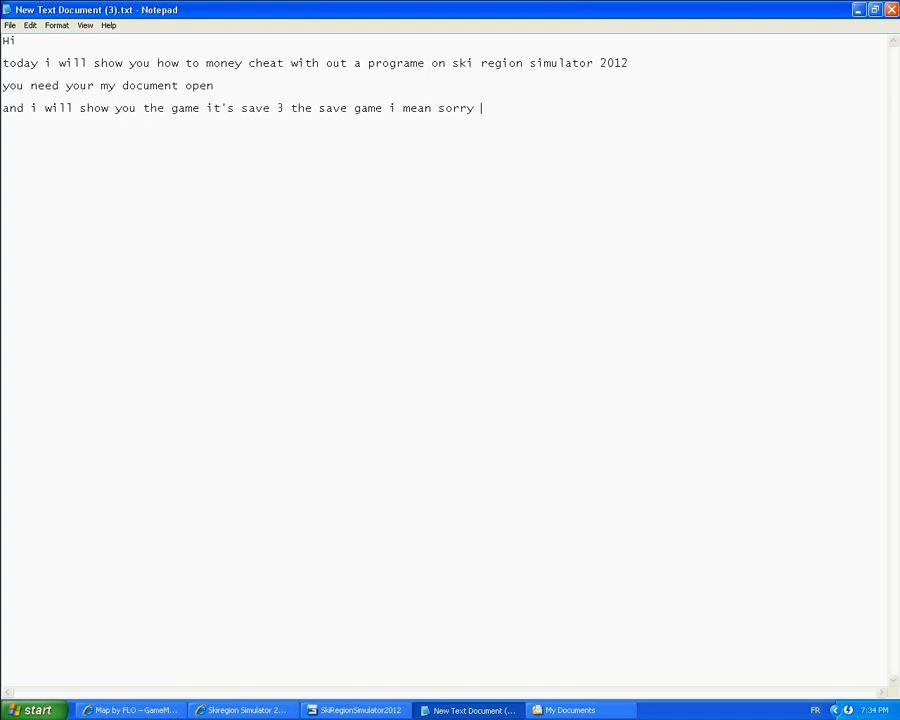 New Text Document (3).txt - Notepad
File Edit Format View Help
Hi
today i will show you how to money cheat with out a programe on ski region simulator 2012
you need your my document open
and i will show you the game it's save 3 the save game i mean sorry
start Map by FLO – GameM... Skiregion Simulator 2... SkiRegionSimulator2012 New Text Document (... My Documents FR 7:34 PM